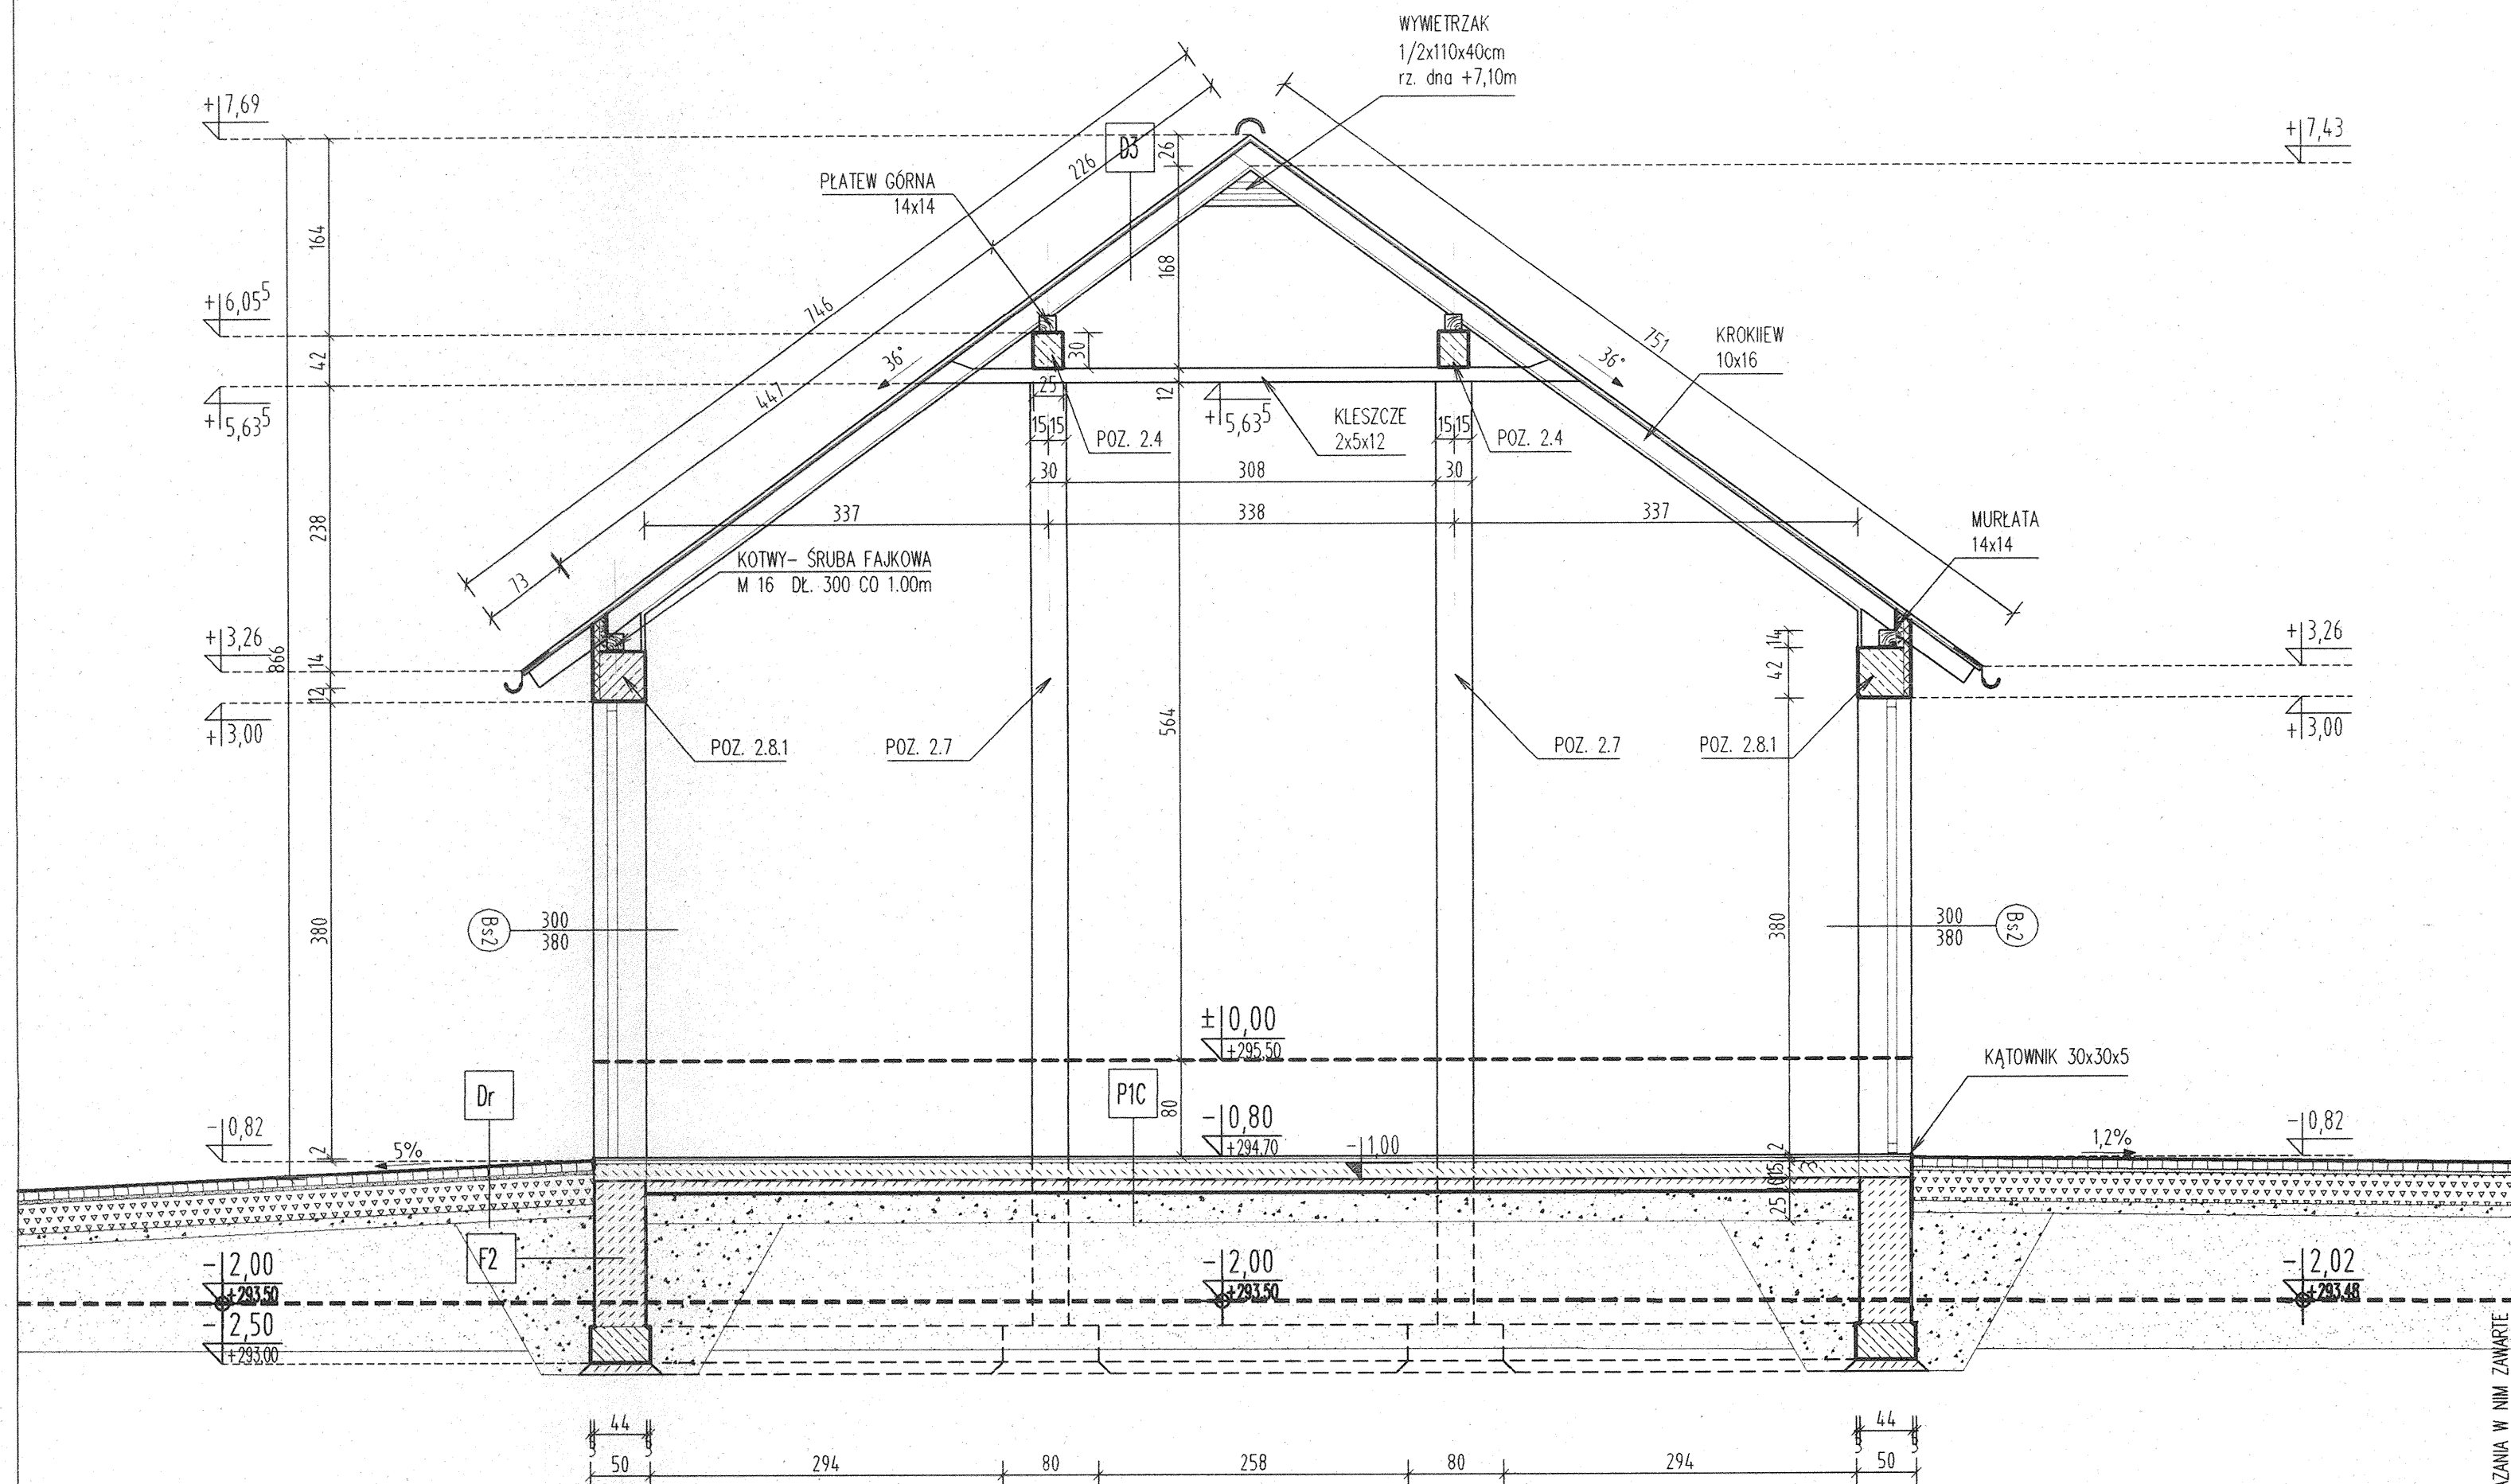 WYWIETRZAK
1/2x110x40cm
rz. dna +7,10m
+7,69
+7,43
D3
26
226
PŁATEW GÓRNA
14x14
164
168
746
751
KROKIIEW
10x16
+6,05⁵
42
30
36°
36°
447
25
12
+5,63⁵
+5,63⁵
KLESZCZE
2x5x12
15 15
15 15
POZ. 2.4
POZ. 2.4
30
308
30
337
338
337
238
MURŁATA
14x14
KOTWY- ŚRUBA FAJKOWA
M 16 DŁ. 300 CO 1.00m
73
+3,26
866
14
12
+3,00
14
42
+3,26
+3,00
564
POZ. 2.8.1
POZ. 2.7
POZ. 2.7
POZ. 2.8.1
380
Bs2
300
380
380
300
380
Bs2
±0,00
+295,50
KĄTOWNIK 30x30x5
Dr
P1C
80
-0,80
+294.70
-0,82
2
5%
-1,00
2
15
3
10
25
1,2%
-0,82
F2
-2,00
+293.50
-2,50
+293.00
-2,00
+293.50
-2,02
+293.48
44
44
50
294
80
258
80
294
50
ZANIA W NIM ZAWARTE